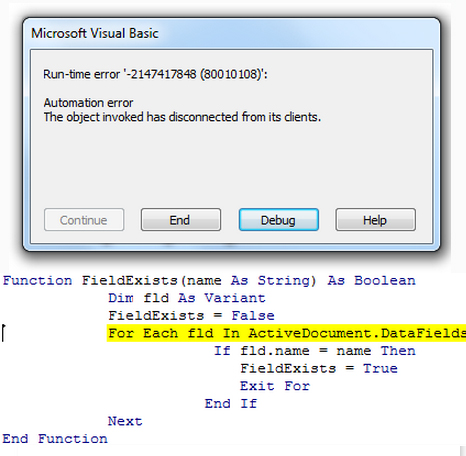 Microsoft Visual Basic
Run-time error '-2147417848 (80010108)':
Automation error
The object invoked has disconnected from its clients.
Continue End Debug Help
Function FieldExists(name As String) As Boolean
Dim fld As Variant
FieldExists = False
For Each fld In ActiveDocument.DataFields
If fld.name = name Then
FieldExists = True
Exit For
End If
Next
End Function